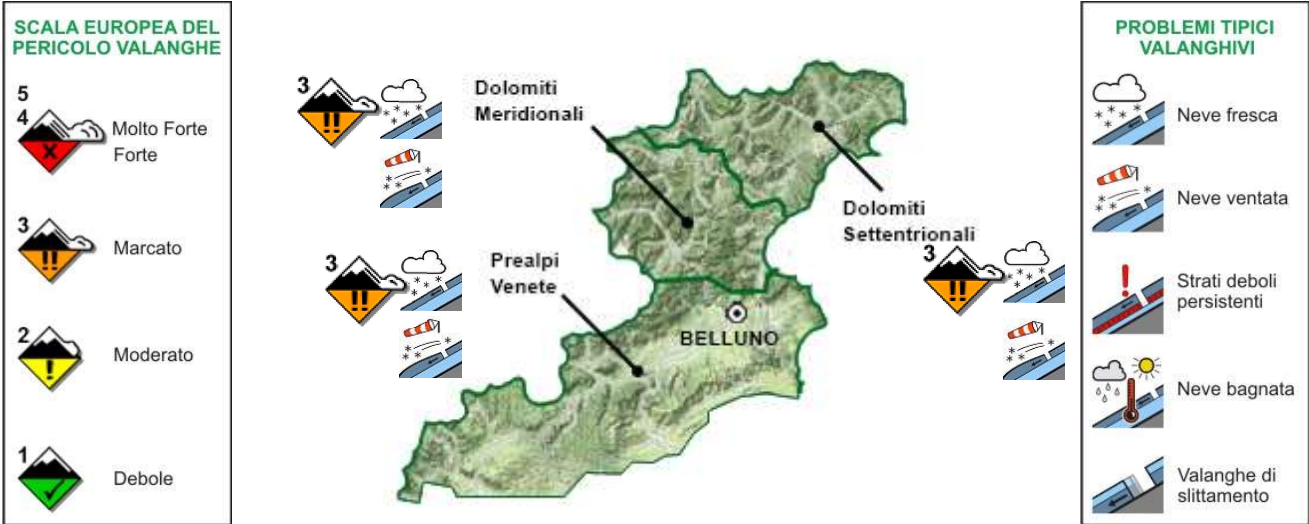 SCALA EUROPEA DEL
PERICOLO VALANGHE
5
4
Molto Forte
Forte
3
Marcato
2
Moderato
1
Debole
3
Dolomiti
Meridionali
3
Prealpi
Venete
BELLUNO
Dolomiti
Settentrionali
3
PROBLEMI TIPICI
VALANGHIVI
Neve fresca
Neve ventata
Strati deboli
persistenti
Neve bagnata
Valanghe di
slittamento